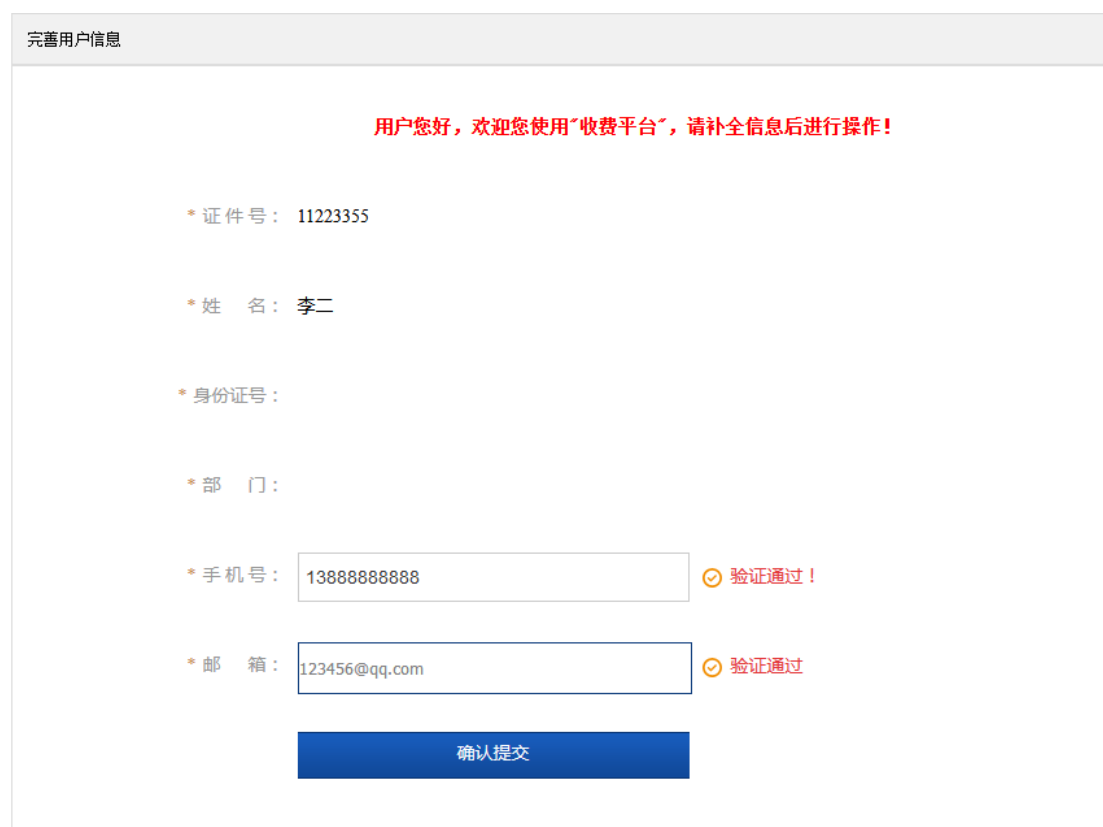 完善用户信息
用户您好，欢迎您使用"收费平台"，请补全信息后进行操作！
* 证 件 号： 11223355
* 姓 名： 李二
* 身份证号：
* 部 门：
* 手 机 号： 13888888888 验证通过！
* 邮 箱： 123456@qq.com 验证通过
确认提交